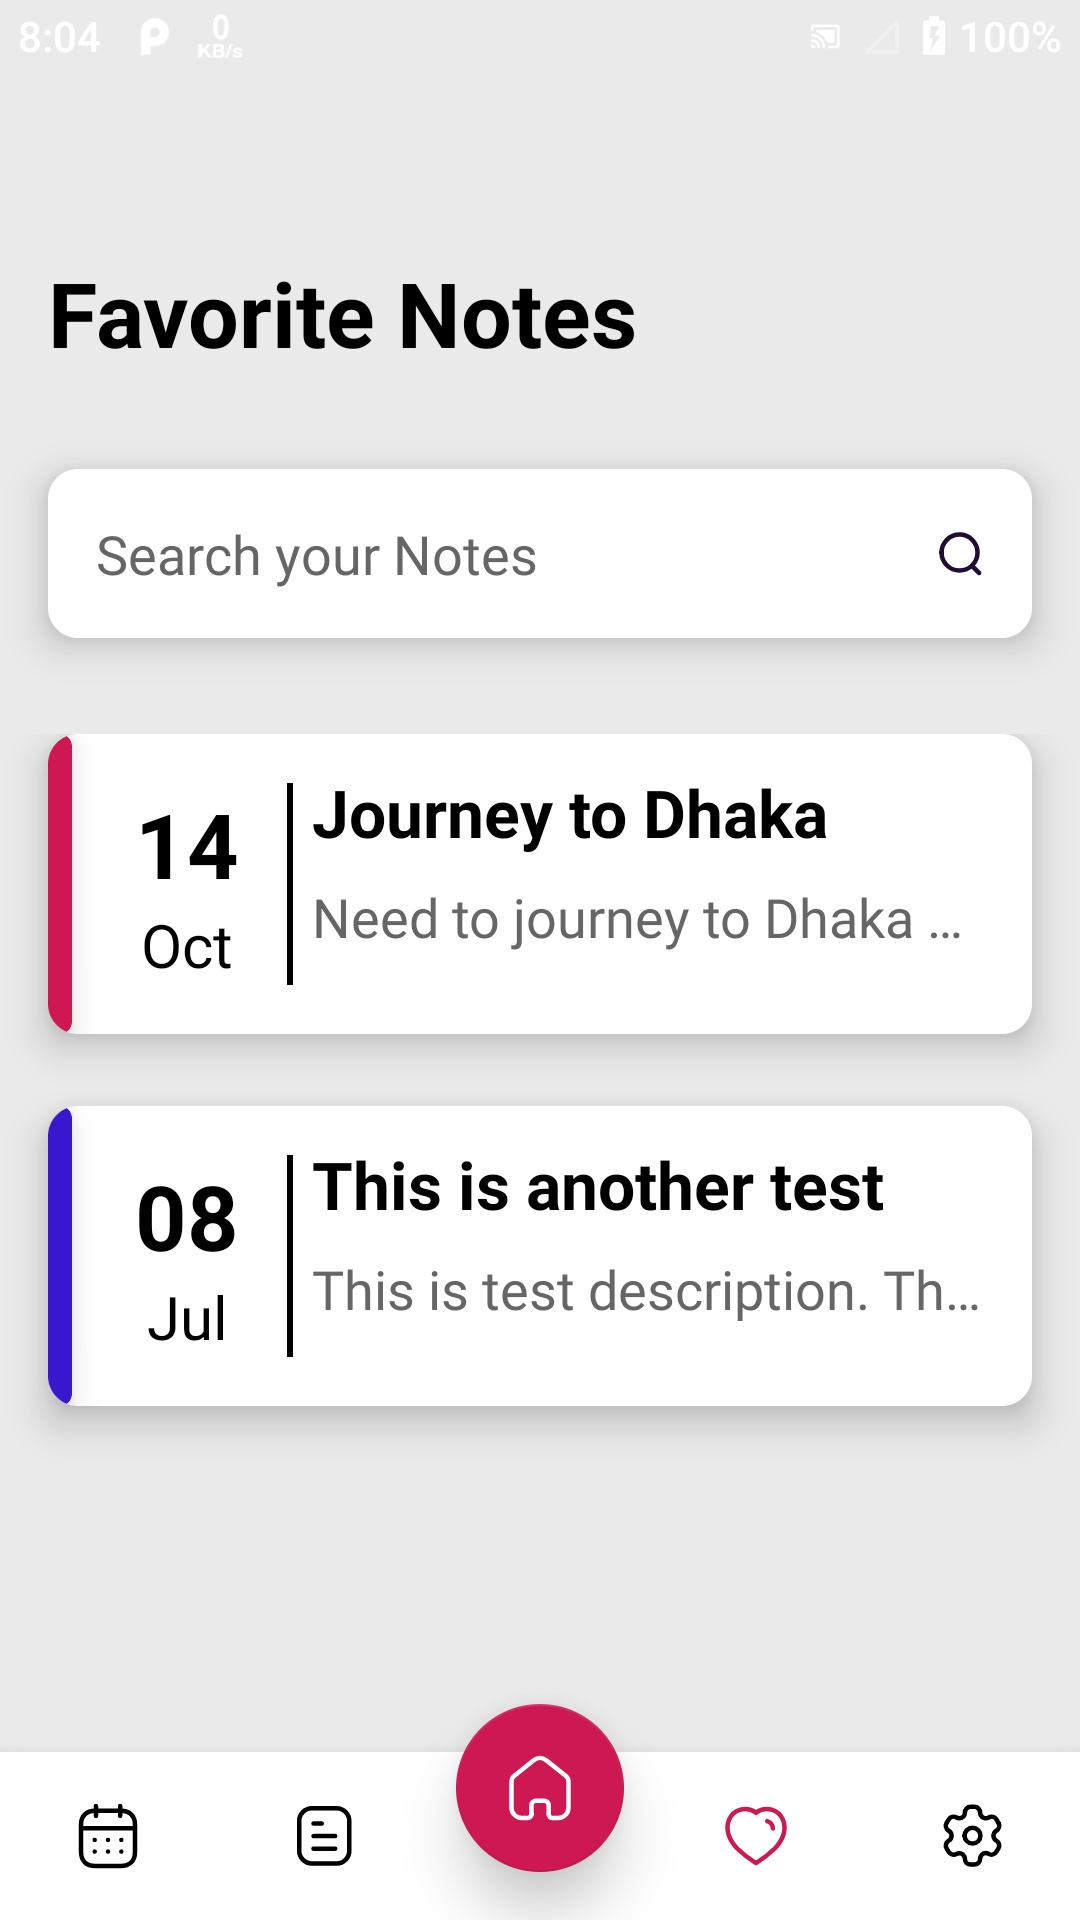 8:04 0 KB/s 100%
Favorite Notes
Search your Notes
14 Oct
Journey to Dhaka
Need to journey to Dhaka ...
08 Jul
This is another test
This is test description. Th...